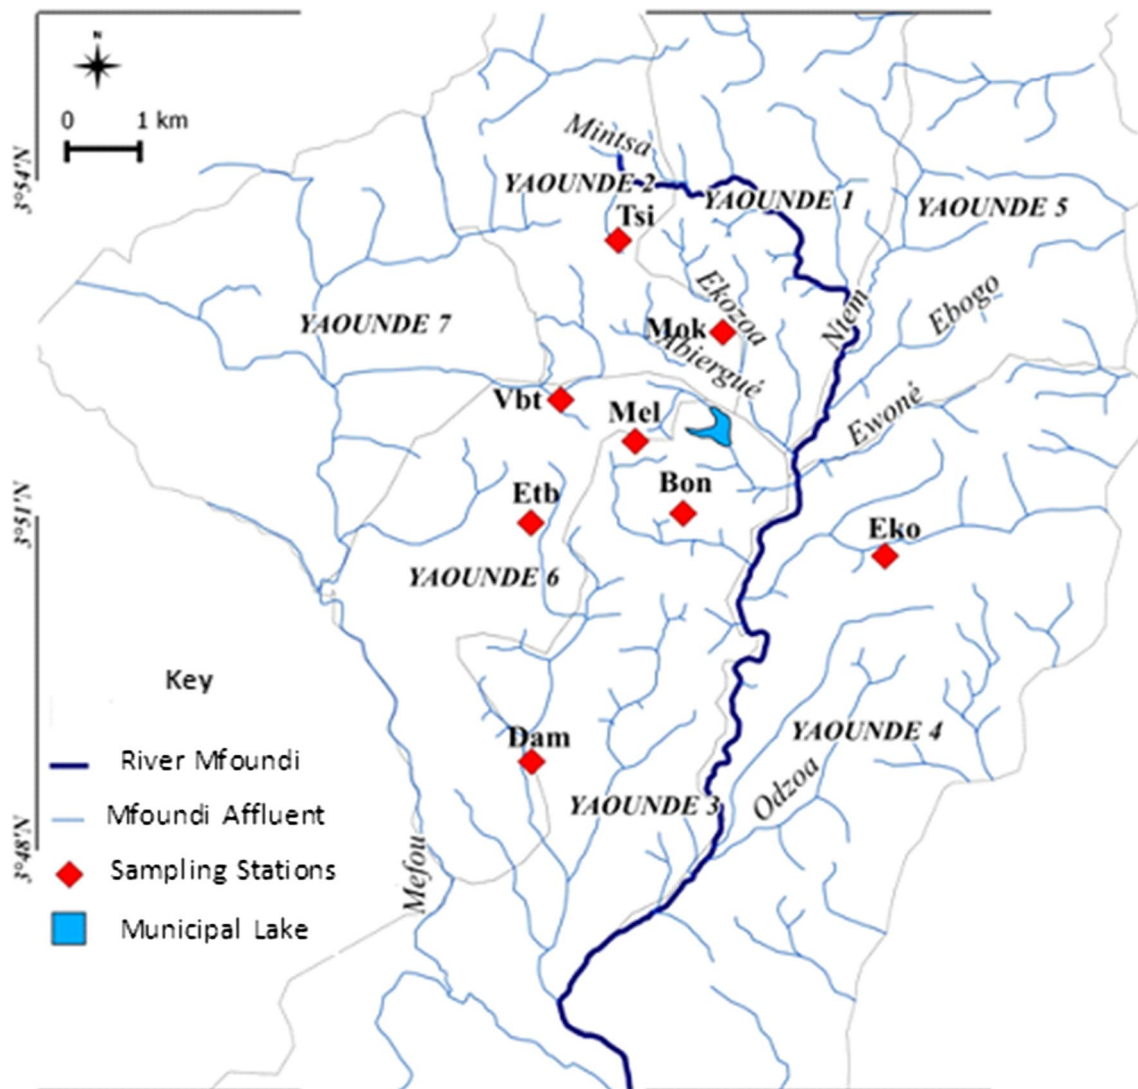 N
0 1 km
3°54'N
3°51'N
3°48'N
Mintsa
YAOUNDE 2
YAOUNDE 1
YAOUNDE 5
Tsi
Ekozoa
Ntem
Ebogo
YAOUNDE 7
Mok
Abiergué
Vbt
Mel
Ewoné
Etb
Bon
Eko
YAOUNDE 6
Key
River Mfoundi
Mfoundi Affluent
Sampling Stations
Municipal Lake
Dam
YAOUNDE 4
YAOUNDE 3
Odzoa
Mefou